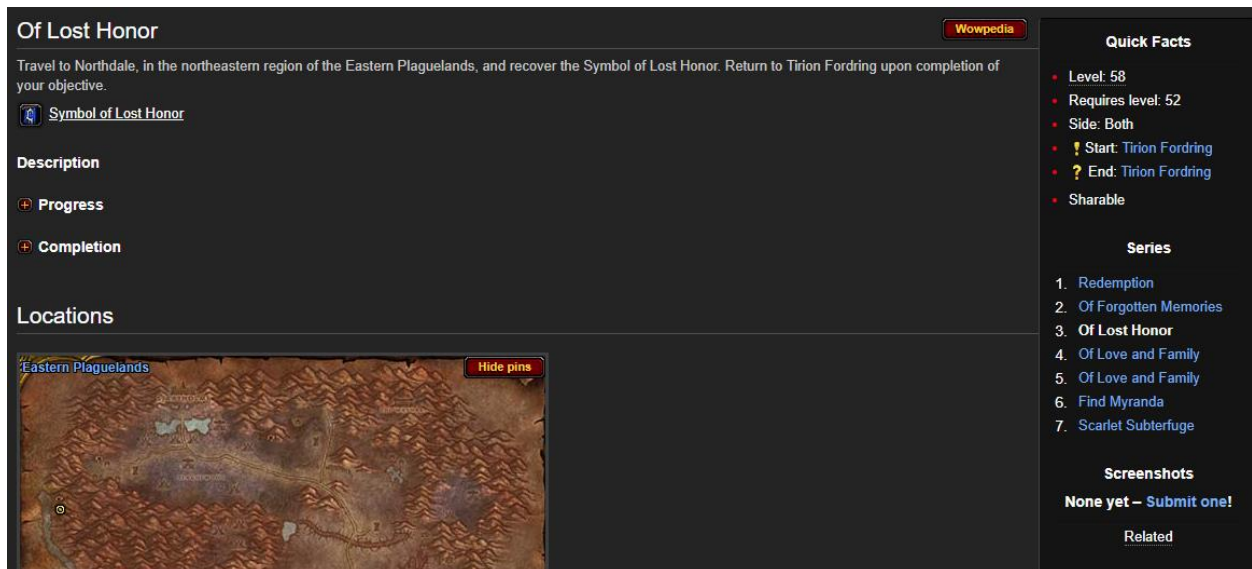 Of Lost Honor
Wowpedia
Travel to Northdale, in the northeastern region of the Eastern Plaguelands, and recover the Symbol of Lost Honor. Return to Tirion Fordring upon completion of
your objective.
Symbol of Lost Honor
Description
Progress
Completion
Locations
Eastern Plaguelands
Hide pins
Quick Facts
Level: 58
Requires level: 52
Side: Both
Start: Tirion Fordring
End: Tirion Fordring
Sharable
Series
1. Redemption
2. Of Forgotten Memories
3. Of Lost Honor
4. Of Love and Family
5. Of Love and Family
6. Find Myranda
7. Scarlet Subterfuge
Screenshots
None yet – Submit one!
Related